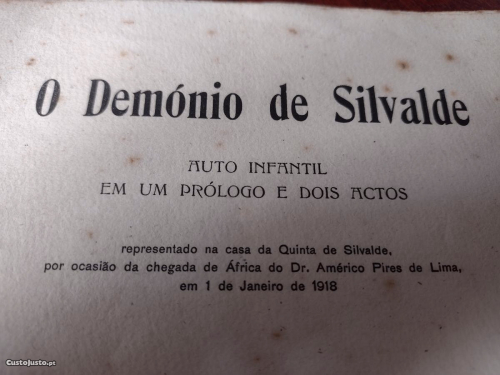 O Demónio de Silvalde
AUTO INFANTIL
EM UM PRÓLOGO E DOIS ACTOS
representado na casa da Quinta de Silvalde,
por ocasião da chegada de África do Dr. Américo Pires de Lima,
em 1 de Janeiro de 1918
CustoJusto.pt